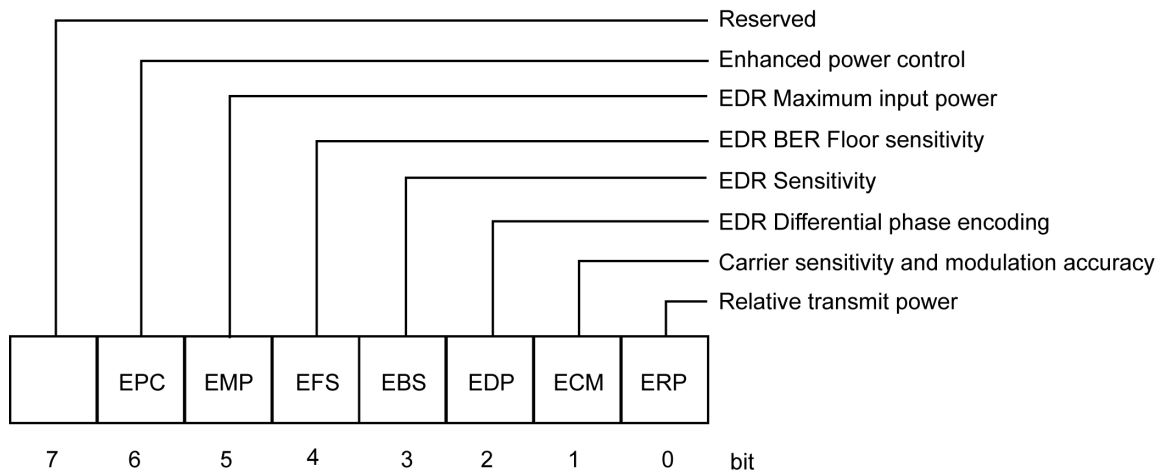 Reserved
Enhanced power control
EDR Maximum input power
EDR BER Floor sensitivity
EDR Sensitivity
EDR Differential phase encoding
Carrier sensitivity and modulation accuracy
Relative transmit power
EPC EMP EFS EBS EDP ECM ERP
7 6 5 4 3 2 1 0 bit